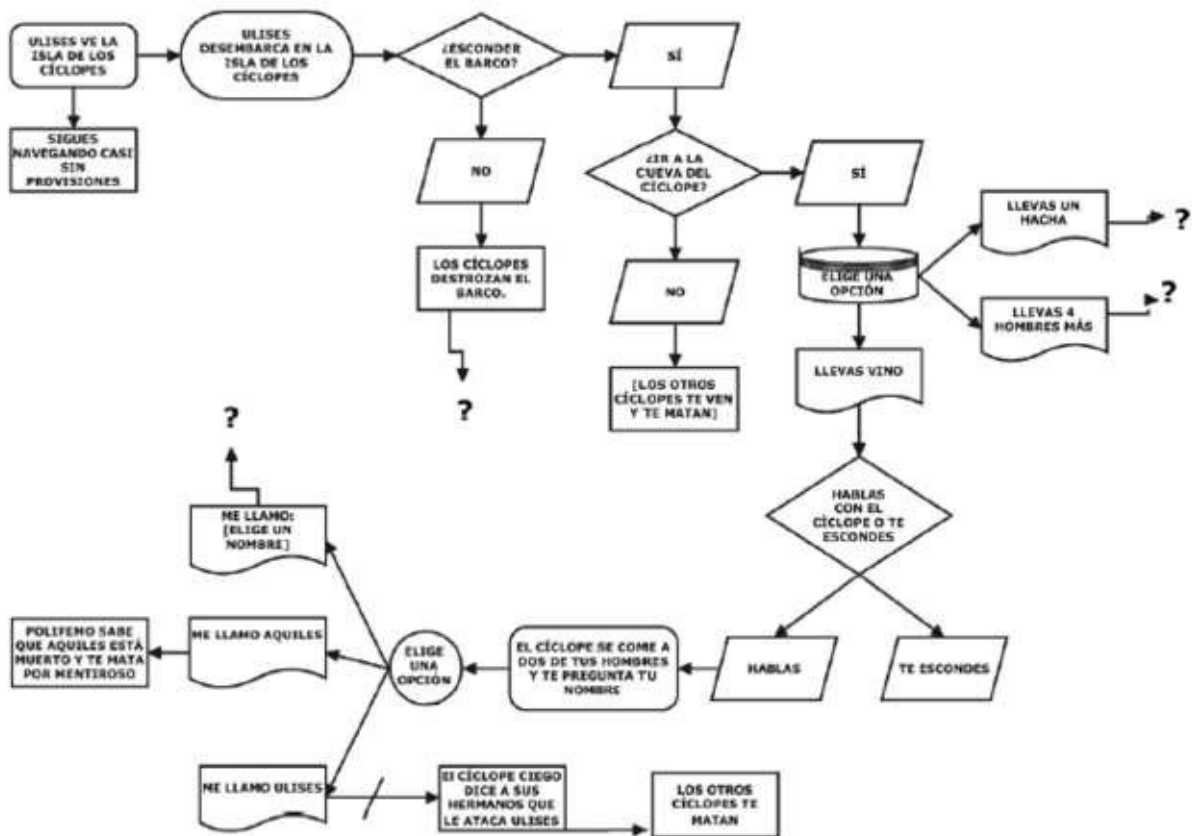 ULISES VE LA
ISLA DE LOS
CÍCLOPES
ULISES
DESEMBARCA EN LA
ISLA DE LOS
CÍCLOPES
¿ESCONDER
EL BARCO?
SÍ
SIGUES
NAVEGANDO CASI
SIN
PROVISIONES
NO
¿IR A LA
CUEVA DEL
CÍCLOPE?
SÍ
LLEVAS UN
HACHA
?
LOS CÍCLOPES
DESTROZAN EL
BARCO.
?
NO
ELIGE UNA
OPCIÓN
LLEVAS 4
HOMBRES MÁS
?
[LOS OTROS
CÍCLOPES TE VEN
Y TE MATAN]
LLEVAS VINO
HABLAS
CON EL
CÍCLOPE O TE
ESCONDES
?
ME LLAMO:
[ELIGE UN
NOMBRE]
POLIFEMO SABE
QUE AQUILES ESTÁ
MUERTO Y TE MATA
POR MENTIROSO
ME LLAMO AQUILES
ELIGE
UNA
OPCIÓN
EL CÍCLOPE SE COME A
DOS DE TUS HOMBRES
Y TE PREGUNTA TU
NOMBRE
HABLAS
TE ESCONDES
ME LLAMO ULISES
El CÍCLOPE CIEGO
DICE A SUS
HERMANOS QUE
LE ATACA ULISES
LOS OTROS
CÍCLOPES TE
MATAN